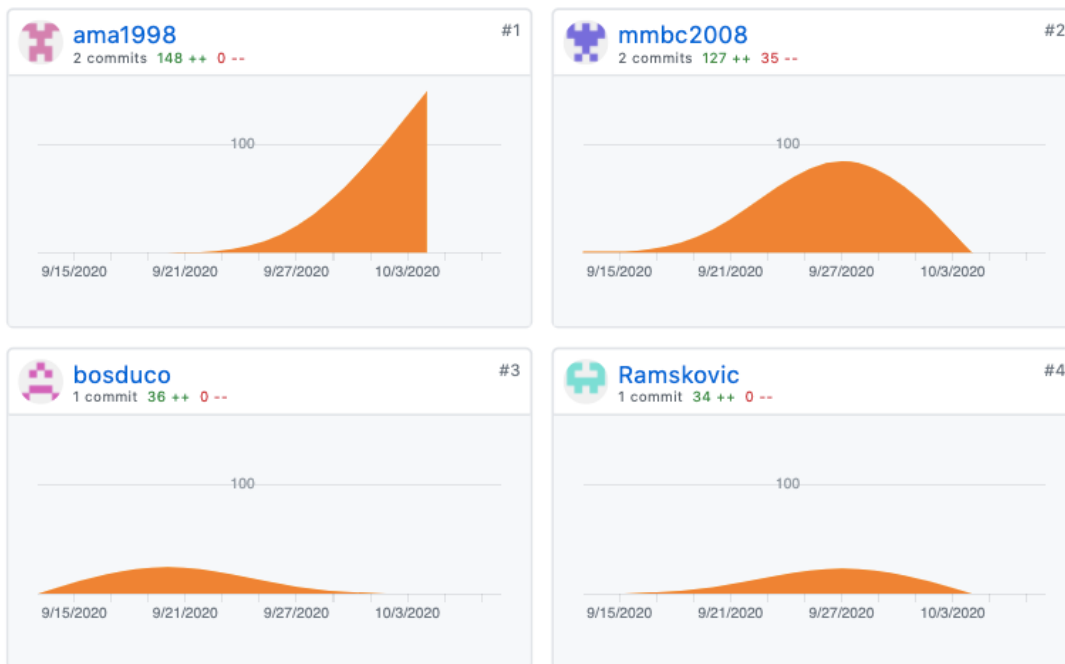 ama1998 #1
2 commits 148 ++ 0 --
100
9/15/2020 9/21/2020 9/27/2020 10/3/2020
mmbc2008 #2
2 commits 127 ++ 35 --
100
9/15/2020 9/21/2020 9/27/2020 10/3/2020
bosduco #3
1 commit 36 ++ 0 --
100
9/15/2020 9/21/2020 9/27/2020 10/3/2020
Ramskovic #4
1 commit 34 ++ 0 --
100
9/15/2020 9/21/2020 9/27/2020 10/3/2020